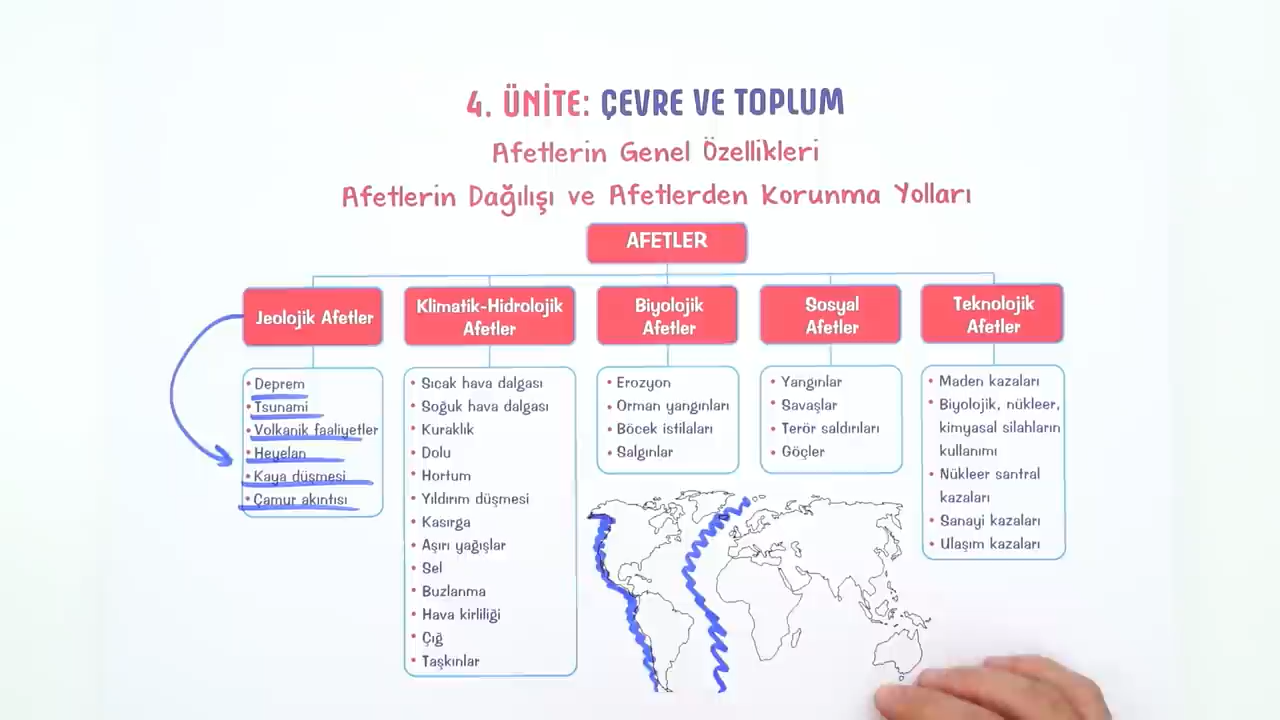 4. ÜNİTE: ÇEVRE VE TOPLUM
Afetlerin Genel Özellikleri
Afetlerin Dağılışı ve Afetlerden Korunma Yolları
AFETLER
Jeolojik Afetler
• Deprem
• Tsunami
• Volkanik faaliyetler
• Heyelan
• Kaya düşmesi
• Çamur akıntısı
Klimatik-Hidrolojik
Afetler
• Sıcak hava dalgası
• Soğuk hava dalgası
• Kuraklık
• Dolu
• Hortum
• Yıldırım düşmesi
• Kasırga
• Aşırı yağışlar
• Sel
• Buzlanma
• Hava kirliliği
• Çığ
• Taşkınlar
Biyolojik
Afetler
• Erozyon
• Orman yangınları
• Böcek istilaları
• Salgınlar
Sosyal
Afetler
• Yangınlar
• Savaşlar
• Terör saldırıları
• Göçler
Teknolojik
Afetler
• Maden kazaları
• Biyolojik, nükleer,
kimyasal silahların
kullanımı
• Nükleer santral
kazaları
• Sanayi kazaları
• Ulaşım kazaları